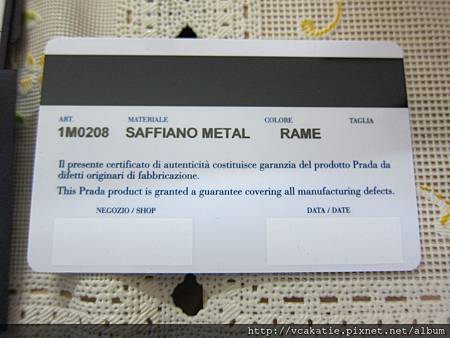 ART. MATERIALE COLORE TAGLIA
1M0208 SAFFIANO METAL RAME
Il presente certificato di autenticità costituisce garanzia del prodotto Prada da
difetti originari di fabbricazione.
This Prada product is granted a guarantee covering all manufacturing defects.
NEGOZIO / SHOP DATA / DATE
http://vcakatie.pixnet.net/album